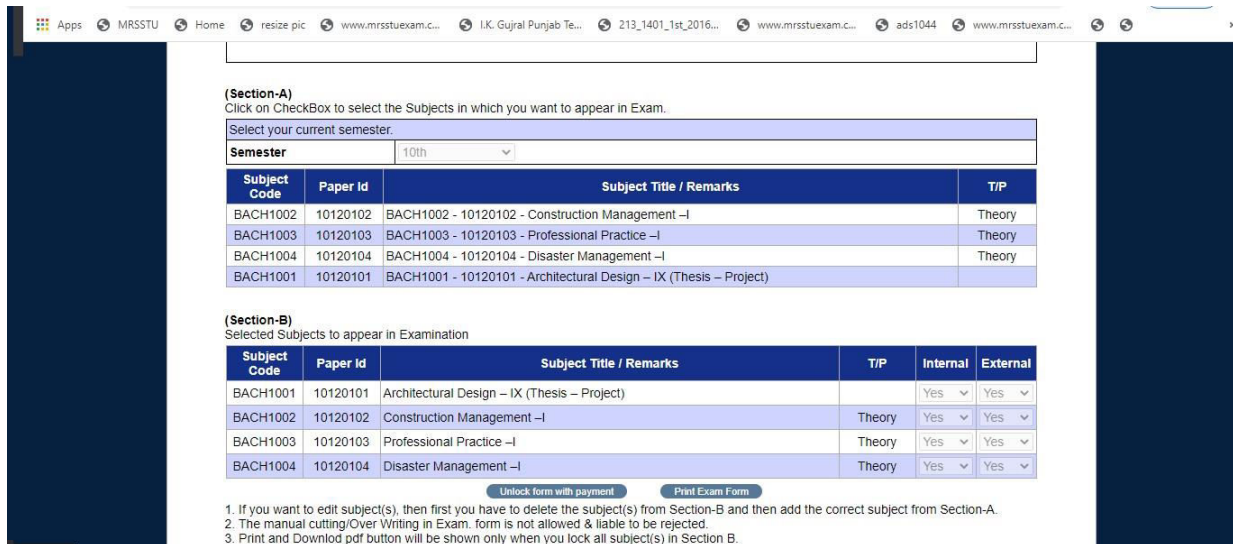 Apps MRSSTU Home resize pic www.mrsstuexam.c... I.K. Gujral Punjab Te... 213_1401_1st_2016... www.mrsstuexam.c... ads1044 www.mrsstuexam.c... »
(Section-A)
Click on CheckBox to select the Subjects in which you want to appear in Exam.
Select your current semester.
Semester 10th
Subject Code Paper Id Subject Title / Remarks T/P
BACH1002 10120102 BACH1002 - 10120102 - Construction Management –I Theory
BACH1003 10120103 BACH1003 - 10120103 - Professional Practice –I Theory
BACH1004 10120104 BACH1004 - 10120104 - Disaster Management –I Theory
BACH1001 10120101 BACH1001 - 10120101 - Architectural Design – IX (Thesis – Project)
(Section-B)
Selected Subjects to appear in Examination
Subject Code Paper Id Subject Title / Remarks T/P Internal External
BACH1001 10120101 Architectural Design – IX (Thesis – Project) Yes Yes
BACH1002 10120102 Construction Management –I Theory Yes Yes
BACH1003 10120103 Professional Practice –I Theory Yes Yes
BACH1004 10120104 Disaster Management –I Theory Yes Yes
Unlock form with payment Print Exam Form
1. If you want to edit subject(s), then first you have to delete the subject(s) from Section-B and then add the correct subject from Section-A.
2. The manual cutting/Over Writing in Exam. form is not allowed & liable to be rejected.
3. Print and Downlod pdf button will be shown only when you lock all subject(s) in Section B.